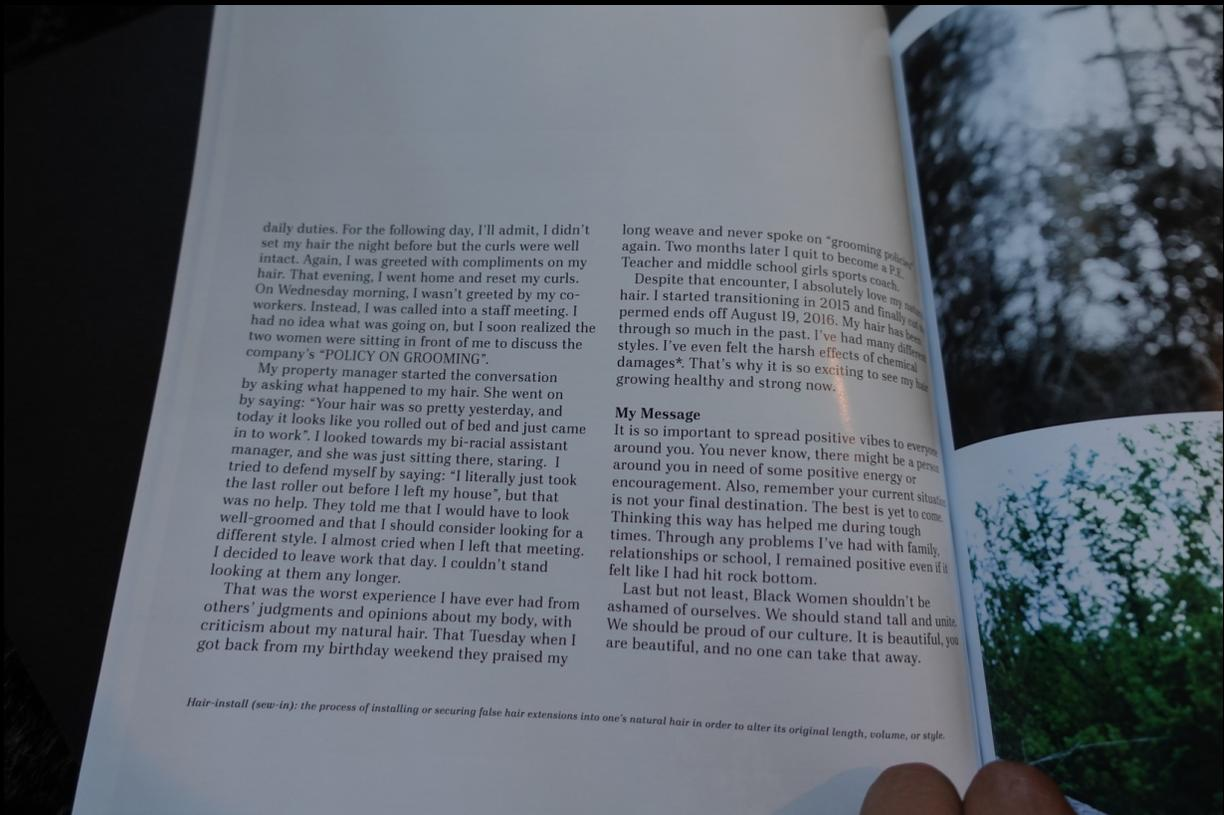 daily duties. For the following day, I'll admit, I didn't
set my hair the night before but the curls were well
intact. Again, I was greeted with compliments on my
hair. That evening, I went home and reset my curls.
On Wednesday morning, I wasn't greeted by my co-
workers. Instead, I was called into a staff meeting. I
had no idea what was going on, but I soon realized the
two women were sitting in front of me to discuss the
company's “POLICY ON GROOMING”.
My property manager started the conversation
by asking what happened to my hair. She went on
by saying: “Your hair was so pretty yesterday, and
today it looks like you rolled out of bed and just came
in to work”. I looked towards my bi-racial assistant
manager, and she was just sitting there, staring. I
tried to defend myself by saying: “I literally just took
the last roller out before I left my house”, but that
was no help. They told me that I would have to look
well-groomed and that I should consider looking for a
different style. I almost cried when I left that meeting.
I decided to leave work that day. I couldn't stand
looking at them any longer.
That was the worst experience I have ever had from
others' judgments and opinions about my body, with
criticism about my natural hair. That Tuesday when I
got back from my birthday weekend they praised my
long weave and never spoke on “grooming policies”
again. Two months later I quit to become a P.E.
Teacher and middle school girls sports coach.
Despite that encounter, I absolutely love my
hair. I started transitioning in 2015 and finally cut
permed ends off August 19, 2016. My hair has been
through so much in the past. I've had many different
styles. I've even felt the harsh effects of chemical
damages*. That's why it is so exciting to see my hair
growing healthy and strong now.
My Message
It is so important to spread positive vibes to everyone
around you. You never know, there might be a person
around you in need of some positive energy or
encouragement. Also, remember your current situation
is not your final destination. The best is yet to come.
Thinking this way has helped me during tough
times. Through any problems I've had with family,
relationships or school, I remained positive even if it
felt like I had hit rock bottom.
Last but not least, Black Women shouldn't be
ashamed of ourselves. We should stand tall and unite.
We should be proud of our culture. It is beautiful, you
are beautiful, and no one can take that away.
Hair-install (sew-in): the process of installing or securing false hair extensions into one's natural hair in order to alter its original length, volume, or style.